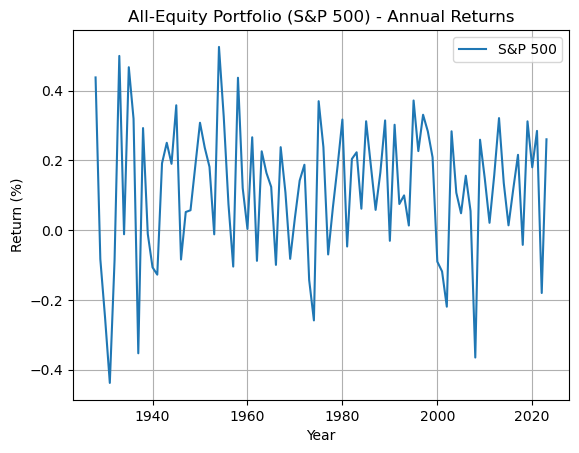 All-Equity Portfolio (S&P 500) - Annual Returns
S&P 500
0.4
0.2
0.0
−0.2
−0.4
Return (%)
1940 1960 1980 2000 2020
Year